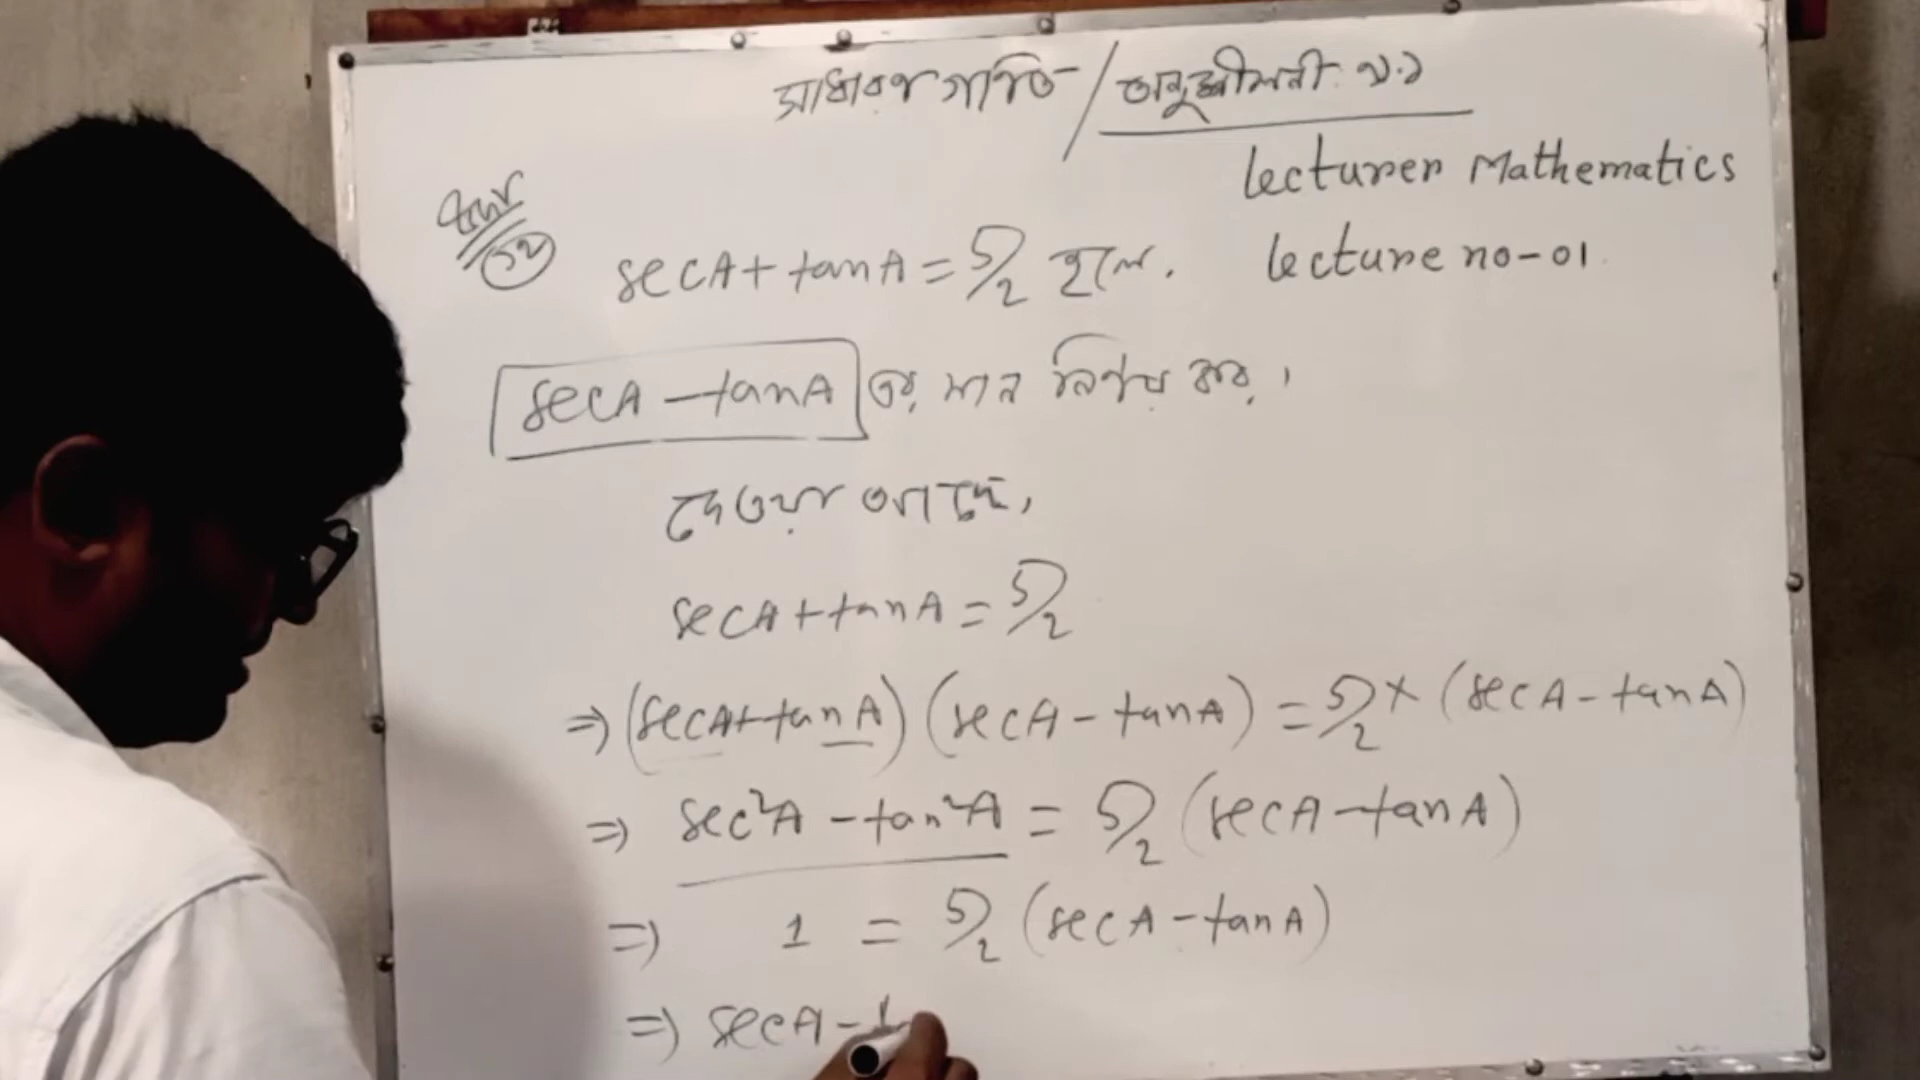 সাধারণ গণিত / অনুশীলনী ৯.১
Lecturer Mathematics
Lecture no-01.
১২
secA + tanA = 5/2 হলে,
secA - tanA এর মান নির্ণয় কর।
দেওয়া আছে,
secA + tanA = 5/2
⇒ (secA + tanA) (secA - tanA) = 5/2 × (secA - tanA)
⇒ sec²A - tan²A = 5/2 (secA - tanA)
⇒ 1 = 5/2 (secA - tanA)
⇒ secA - t